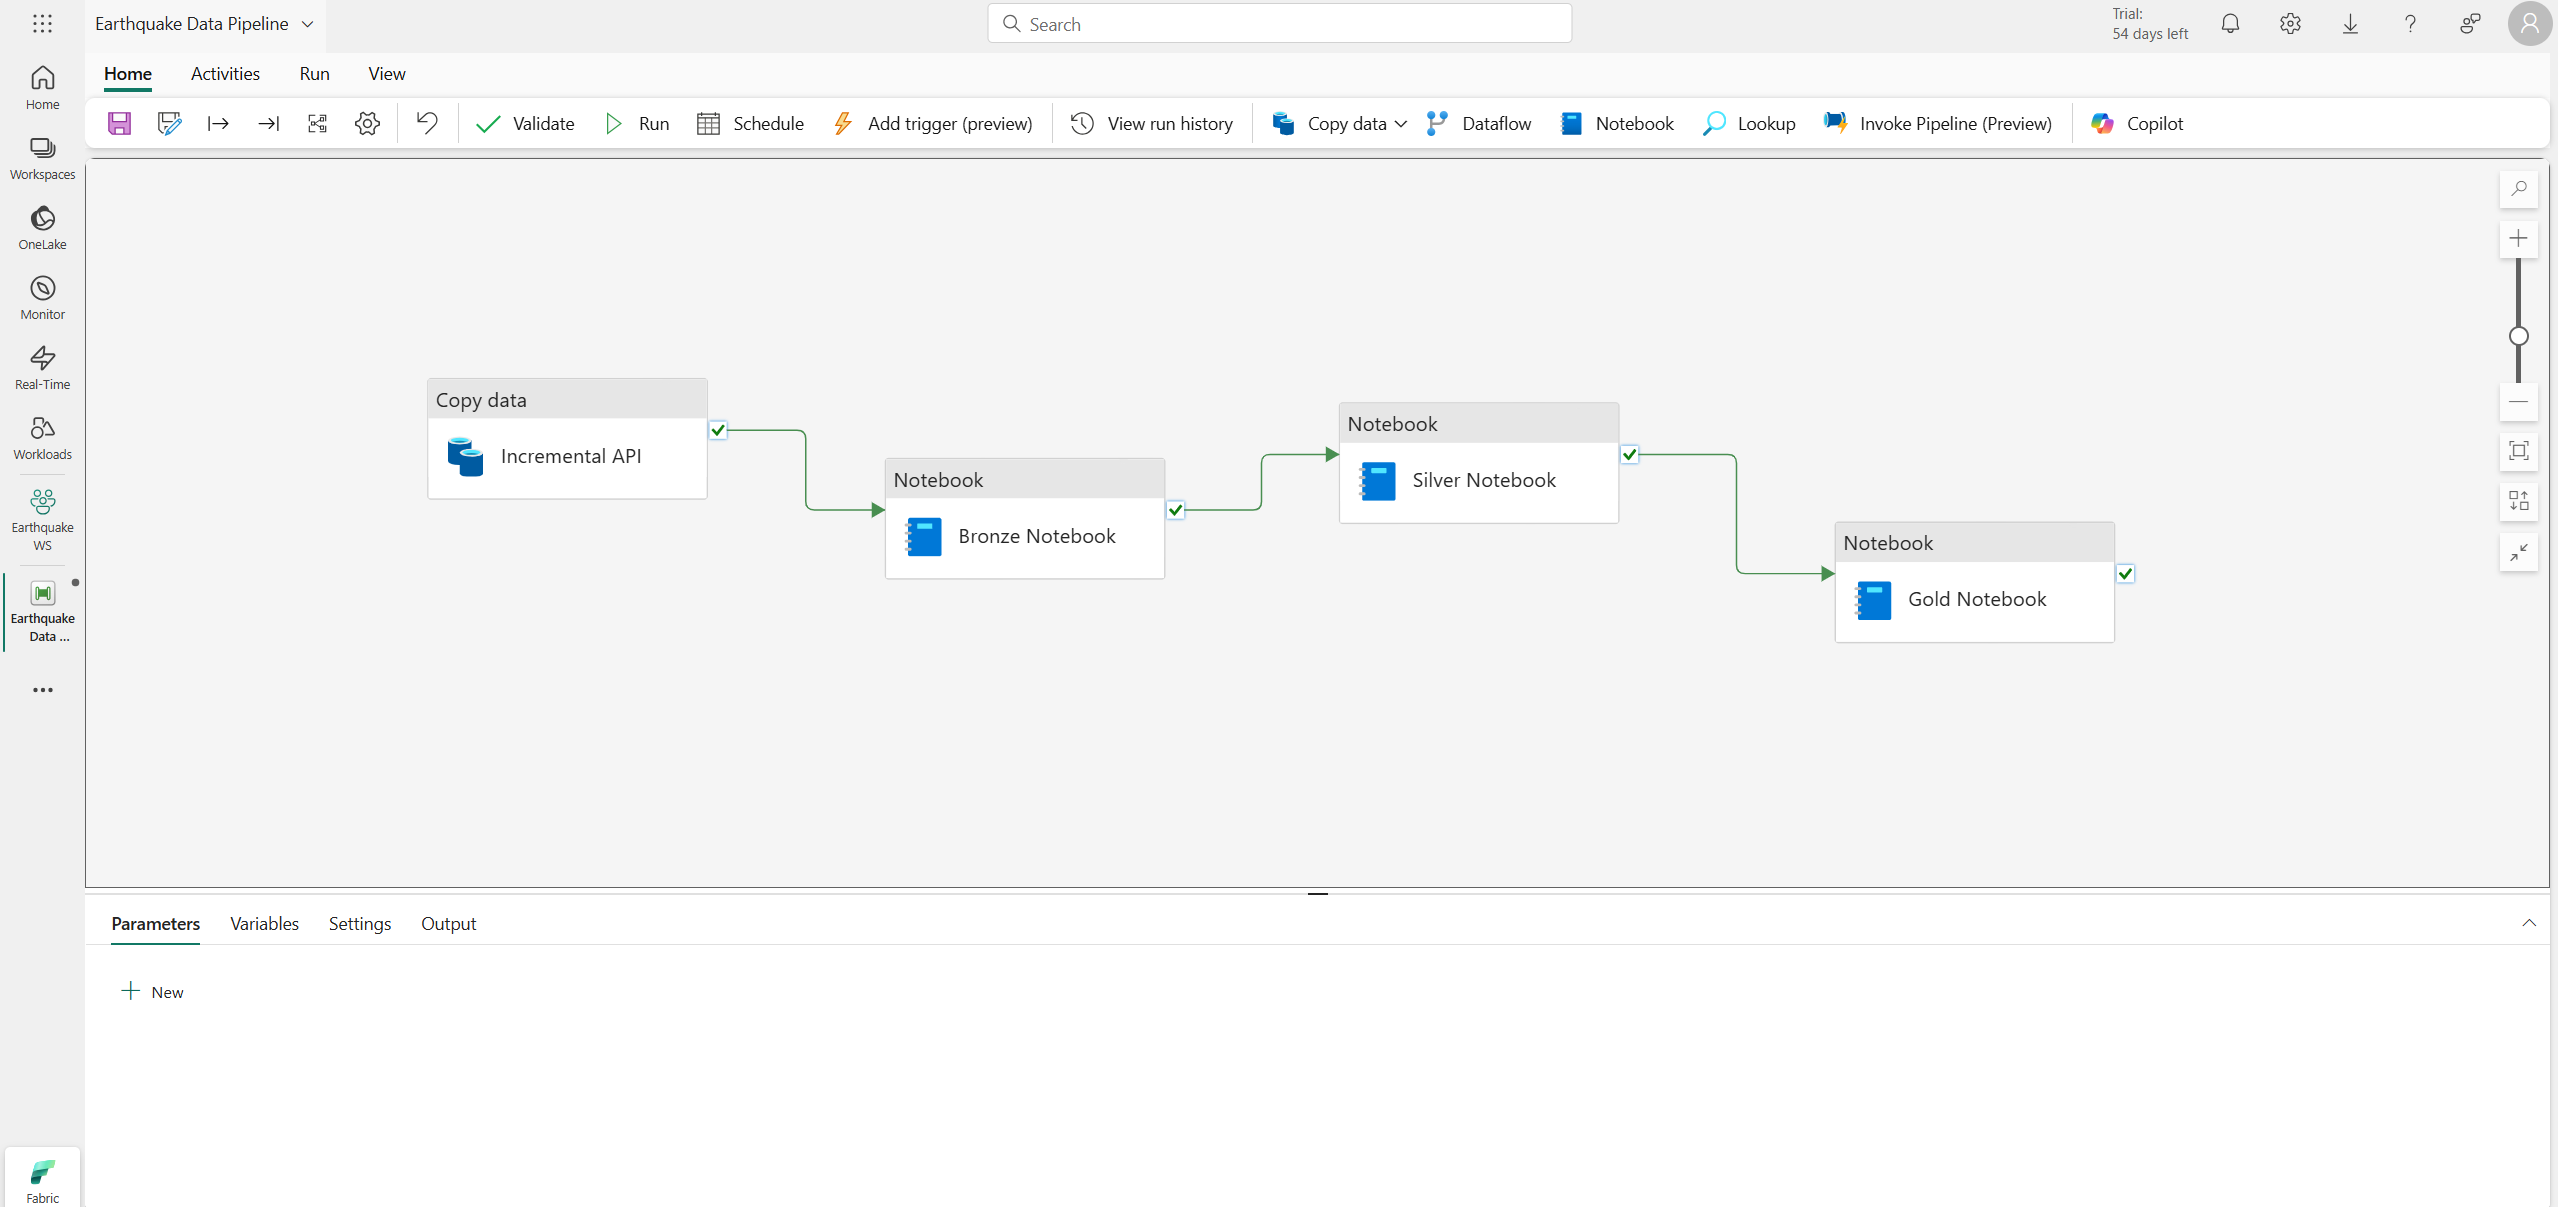 Earthquake Data Pipeline
Search
Trial:
54 days left
Home
Activities
Run
View
Validate
Run
Schedule
Add trigger (preview)
View run history
Copy data
Dataflow
Notebook
Lookup
Invoke Pipeline (Preview)
Copilot
Home
Workspaces
OneLake
Monitor
Real-Time
Workloads
Earthquake
WS
Earthquake
Data ...
Fabric
Copy data
Incremental API
Notebook
Bronze Notebook
Notebook
Silver Notebook
Notebook
Gold Notebook
Parameters
Variables
Settings
Output
New